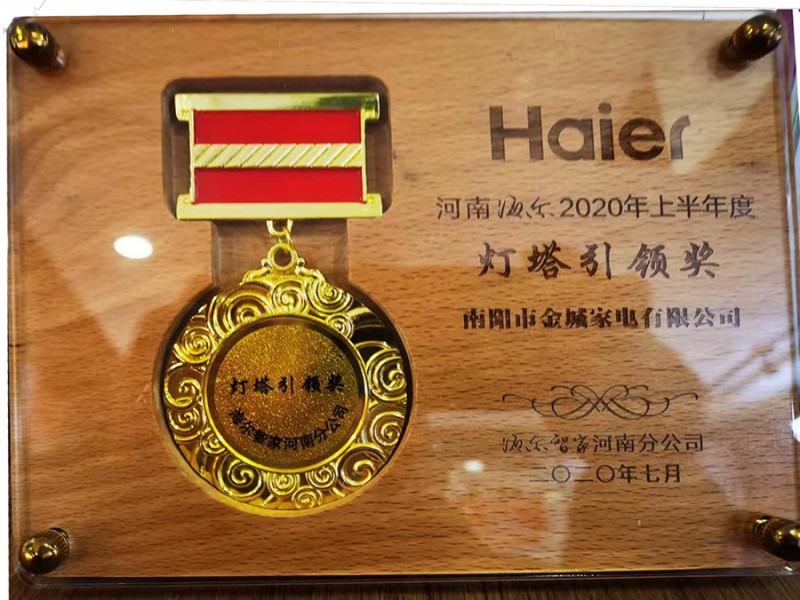 Haier
河南海尔2020年上半年度
灯塔引领奖
南阳市金城家电有限公司
海尔智家河南分公司
二〇二〇年七月
灯塔引领奖
海尔智家河南分公司